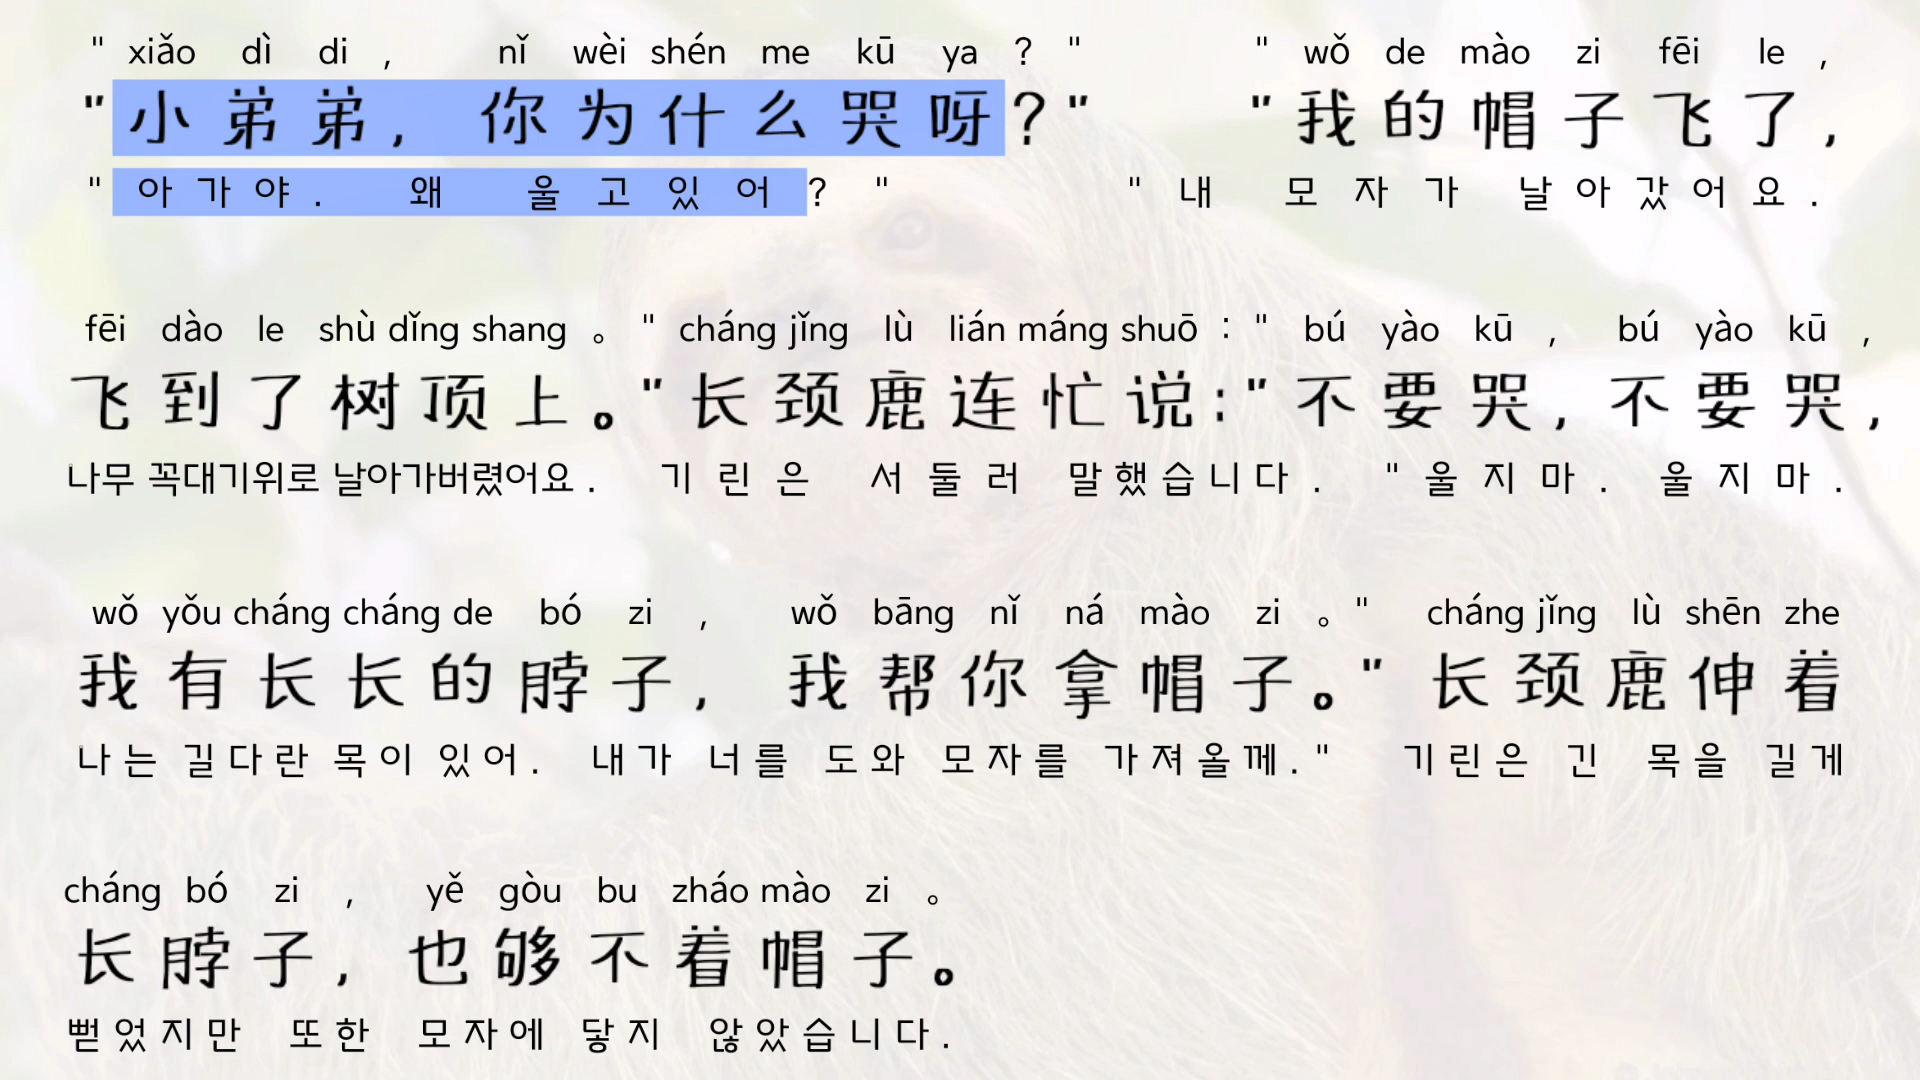 " xiǎo dì di , nǐ wèi shén me kū ya ? " " wǒ de mào zi fēi le ,
"小弟弟, 你为什么哭呀?" "我的帽子飞了,
" 아가야. 왜 울고있어? " " 내 모자가 날아갔어요.
fēi dào le shù dǐng shang 。 " cháng jǐng lù lián máng shuō : " bú yào kū , bú yào kū ,
飞到了树顶上。"长颈鹿连忙说:"不要哭, 不要哭,
나무 꼭대기위로 날아가버렸어요. 기린은 서둘러 말했습니다. " 울지마. 울지마.
wǒ yǒu cháng cháng de bó zi , wǒ bāng nǐ ná mào zi 。" cháng jǐng lù shēn zhe
我有长长的脖子, 我帮你拿帽子。" 长颈鹿伸着
나는 길다란 목이 있어. 내가 너를 도와 모자를 가져올께." 기린은 긴 목을 길게
cháng bó zi , yě gòu bu zháo mào zi 。
长脖子, 也够不着帽子。
뻗었지만 또한 모자에 닿지 않았습니다.